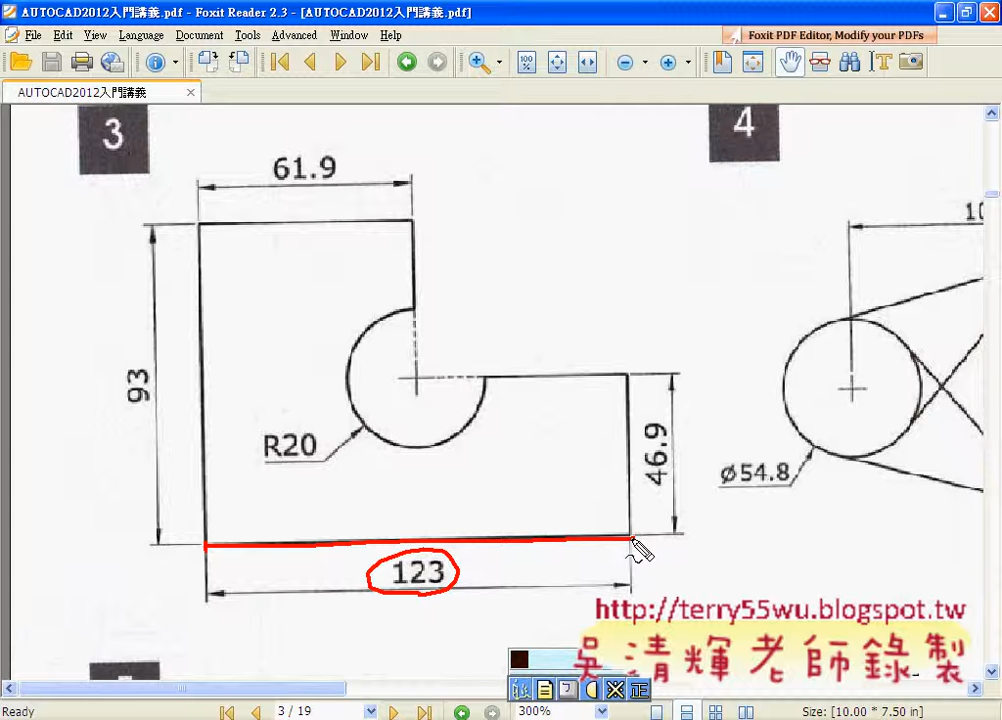 AUTOCAD2012入門講義.pdf - Foxit Reader 2.3 - [AUTOCAD2012入門講義.pdf]
File Edit View Language Document Tools Advanced Window Help
Foxit PDF Editor, Modify your PDFs
AUTOCAD2012入門講義
3
4
61.9
93
R20
46.9
Ø54.8
123
http://terry55wu.blogspot.tw
吳清輝老師錄製
正
Ready
3 / 19
300%
Size: [10.00 * 7.50 in]